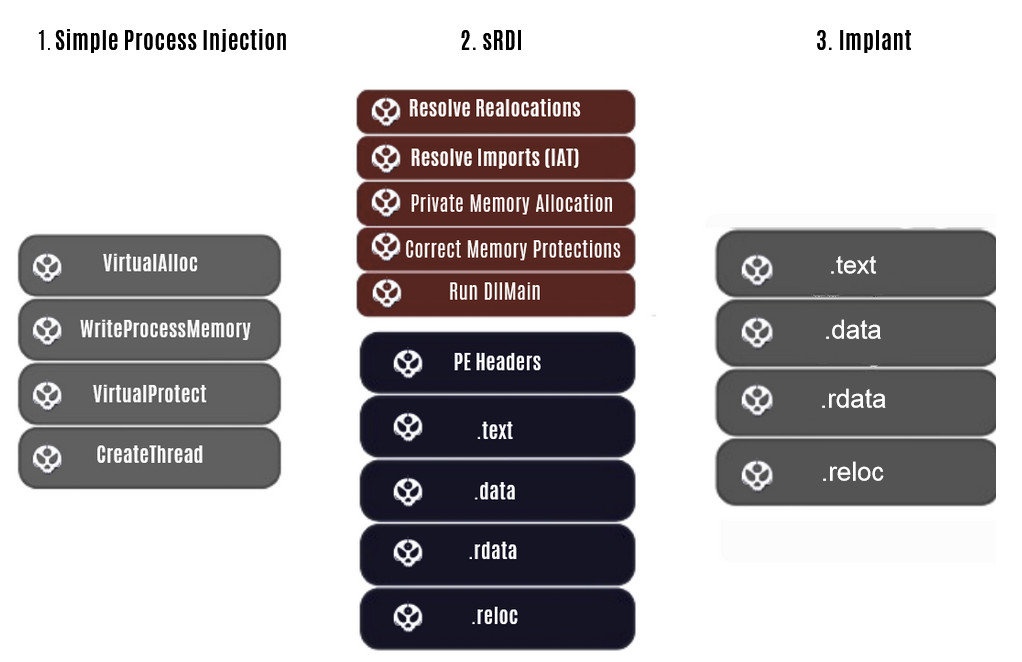 1. Simple Process Injection
VirtualAlloc
WriteProcessMemory
VirtualProtect
CreateThread
2. sRDI
Resolve Realocations
Resolve Imports (IAT)
Private Memory Allocation
Correct Memory Protections
Run DllMain
PE Headers
.text
.data
.rdata
.reloc
3. Implant
.text
.data
.rdata
.reloc